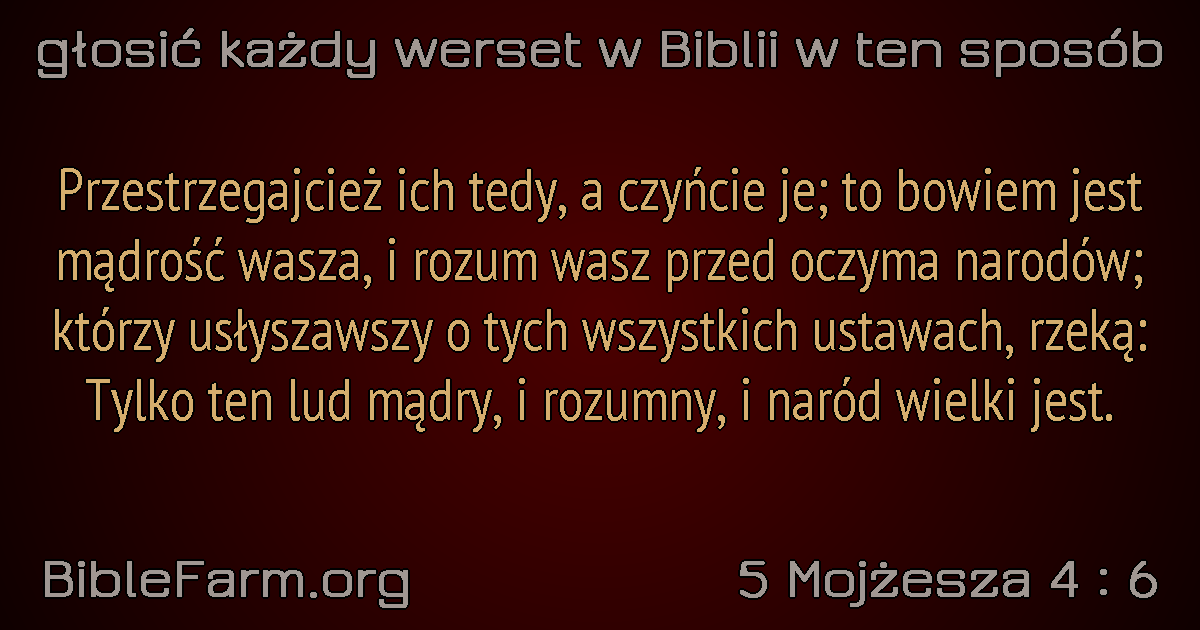 głosić każdy werset w Biblii w ten sposób
Przestrzegajcież ich tedy, a czyńcie je; to bowiem jest
mądrość wasza, i rozum wasz przed oczyma narodów;
którzy usłyszawszy o tych wszystkich ustawach, rzeką:
Tylko ten lud mądry, i rozumny, i naród wielki jest.
BibleFarm.org
5 Mojżesza 4 : 6